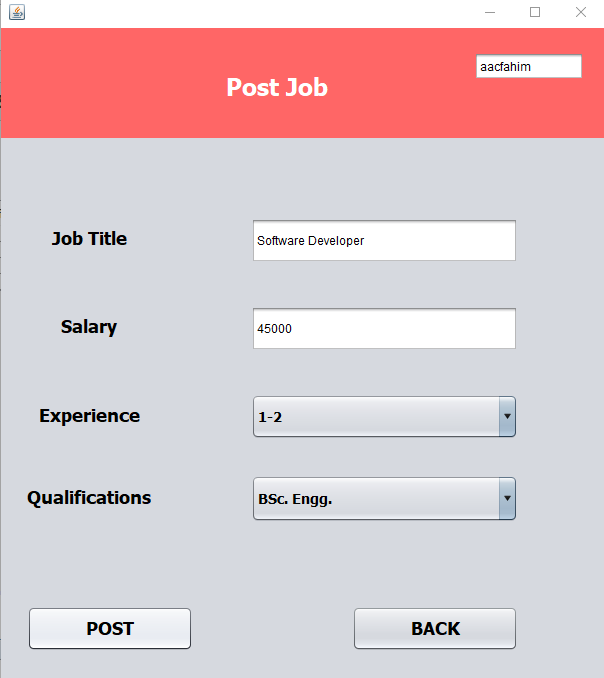 aacfahim
Post Job
Job Title
Software Developer
Salary
45000
Experience
1-2
Qualifications
BSc. Engg.
POST
BACK